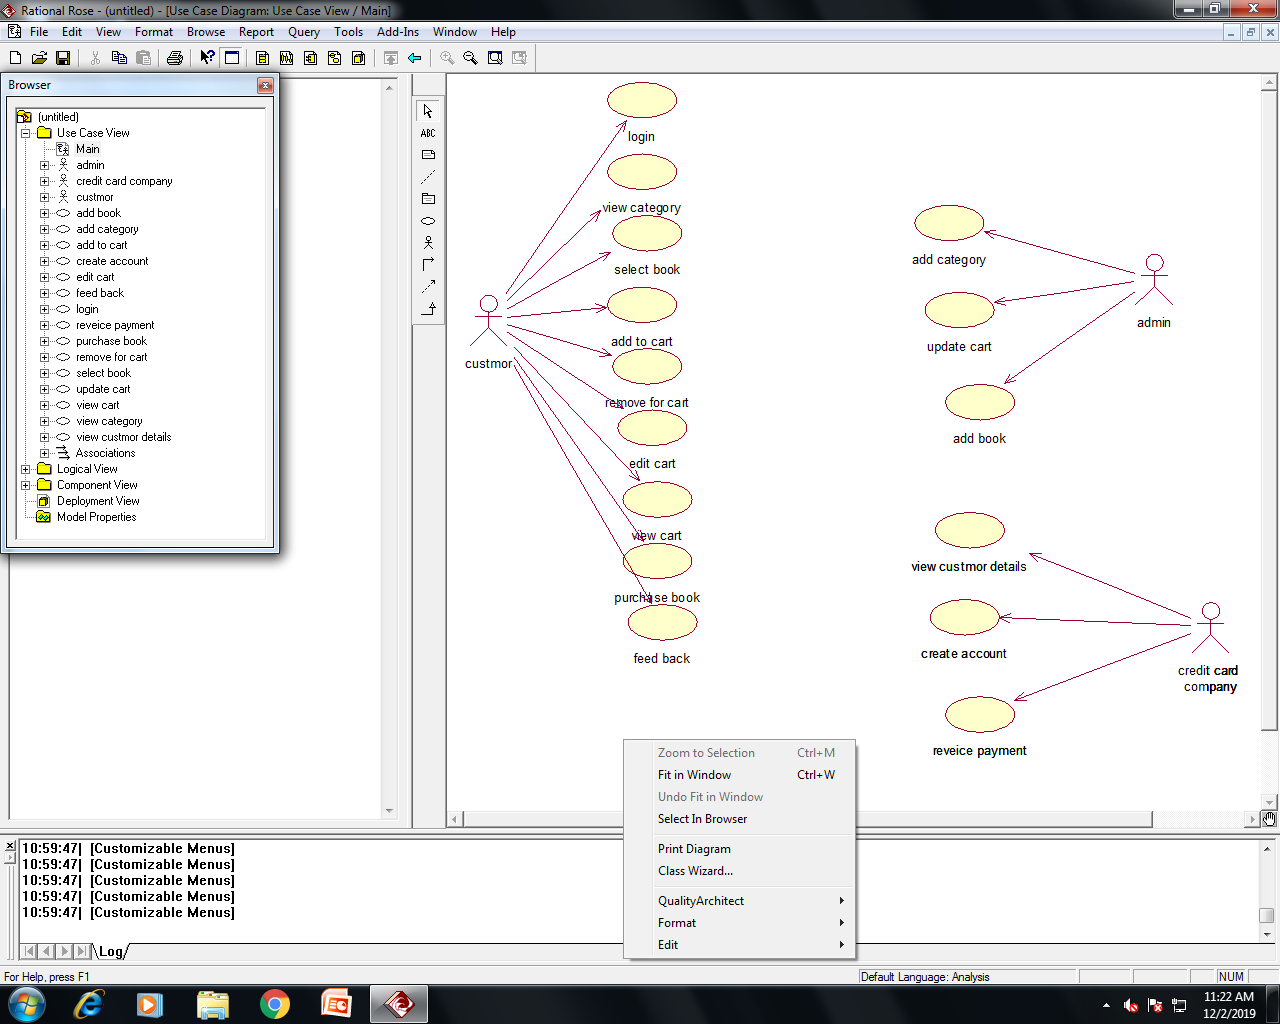 Rational Rose - (untitled) - [Use Case Diagram: Use Case View / Main]
File Edit View Format Browse Report Query Tools Add-Ins Window Help
Browser
(untitled)
Use Case View
Main
admin
credit card company
custmor
add book
add category
add to cart
create account
edit cart
feed back
login
reveice payment
purchase book
remove for cart
select book
update cart
view cart
view category
view custmor details
Associations
Logical View
Component View
Deployment View
Model Properties
ABC
login
view category
select book
add to cart
remove for cart
edit cart
view cart
purchase book
feed back
custmor
add category
update cart
add book
admin
view custmor details
create account
reveice payment
credit card
company
Zoom to Selection Ctrl+M
Fit in Window Ctrl+W
Undo Fit in Window
Select In Browser
Print Diagram
Class Wizard...
QualityArchitect
Format
Edit
10:59:47| [Customizable Menus]
10:59:47| [Customizable Menus]
10:59:47| [Customizable Menus]
10:59:47| [Customizable Menus]
10:59:47| [Customizable Menus]
Log
For Help, press F1
Default Language: Analysis
NUM
11:22 AM
12/2/2019